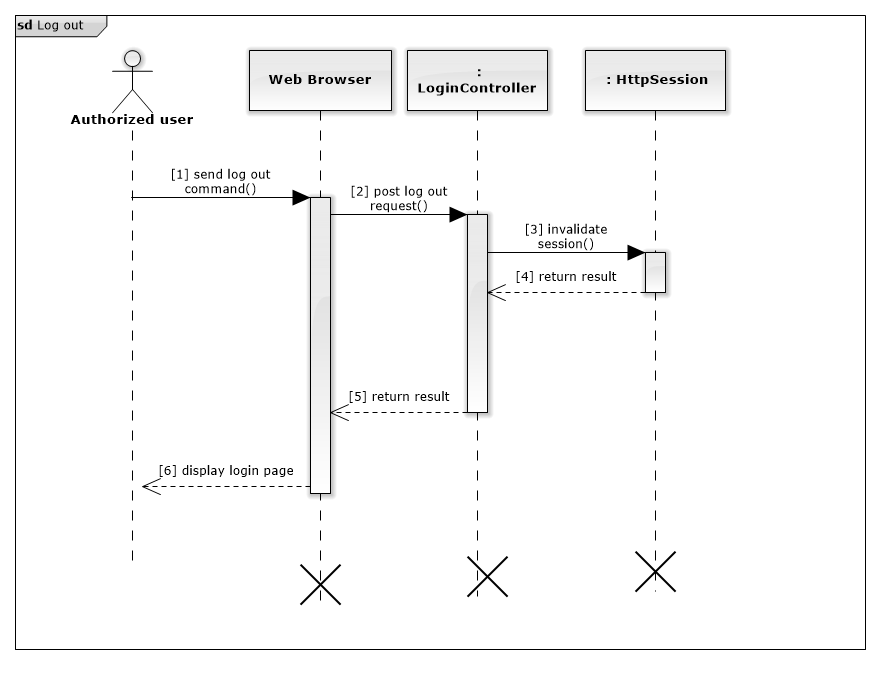 sd Log out
Web Browser
:
LoginController
: HttpSession
Authorized user
[1] send log out
command()
[2] post log out
request()
[3] invalidate
session()
[4] return result
[5] return result
[6] display login page